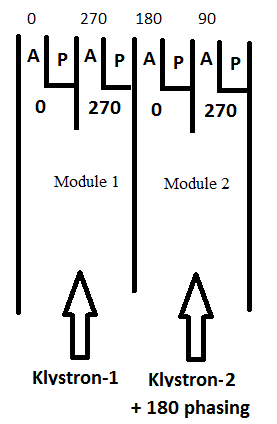 0 270 180 90
A P A P A P A P
0 270 0 270
Module 1 Module 2
Klystron-1 Klystron-2
+ 180 phasing